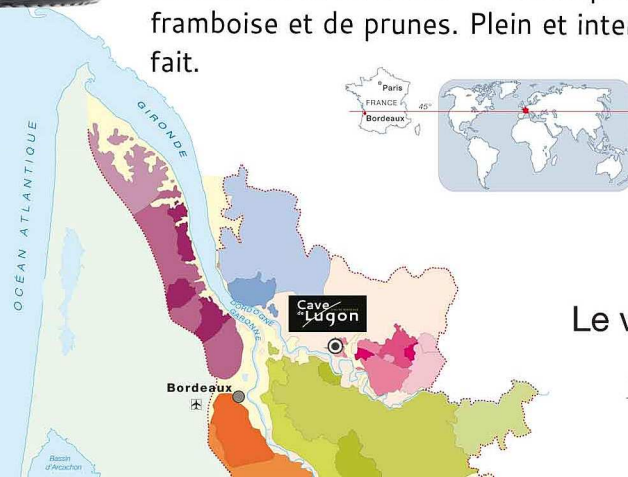 framboise et de prunes. Plein et inte
fait.
Paris
FRANCE
Bordeaux
45°
GIRONDE
OCÉAN ATLANTIQUE
DORDOGNE
GARONNE
Cave
de Lugon
Le v
Bordeaux
Bassin
d'Arcachon